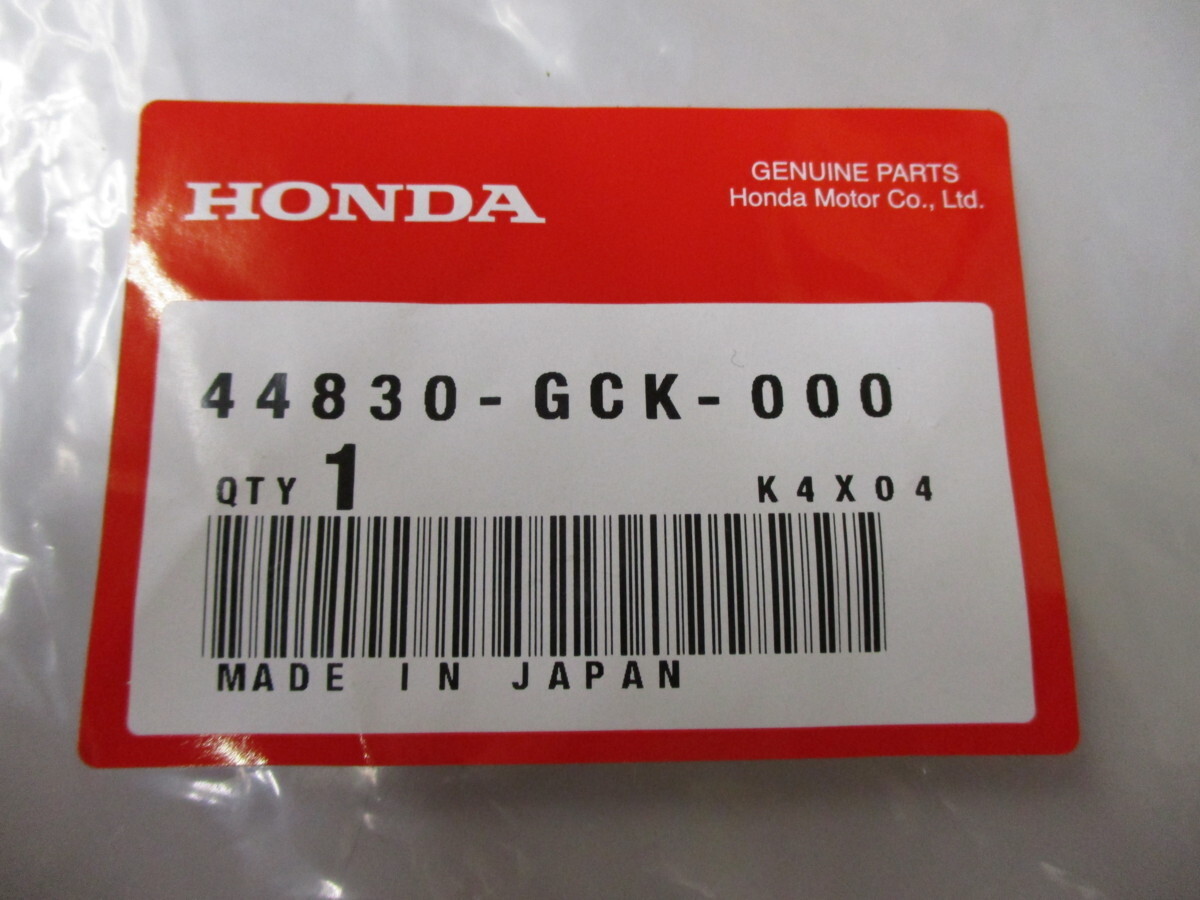 HONDA
GENUINE PARTS
Honda Motor Co., Ltd.
44830-GCK-000
QTY 1 K4X04
MADE IN JAPAN